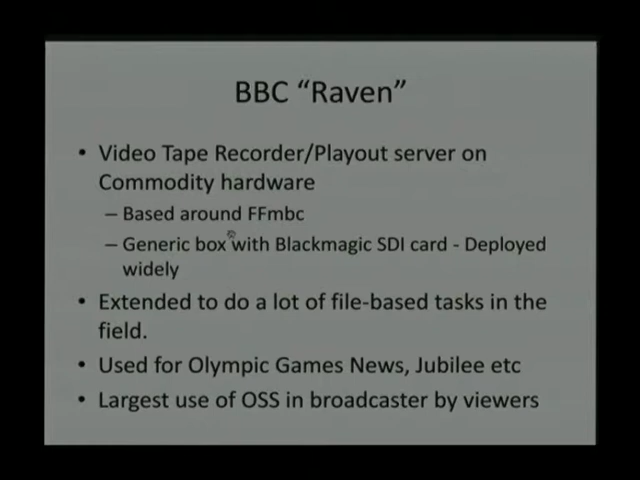 BBC “Raven”
• Video Tape Recorder/Playout server on
Commodity hardware
– Based around FFmbc
– Generic box with Blackmagic SDI card - Deployed
widely
• Extended to do a lot of file-based tasks in the
field.
• Used for Olympic Games News, Jubilee etc
• Largest use of OSS in broadcaster by viewers